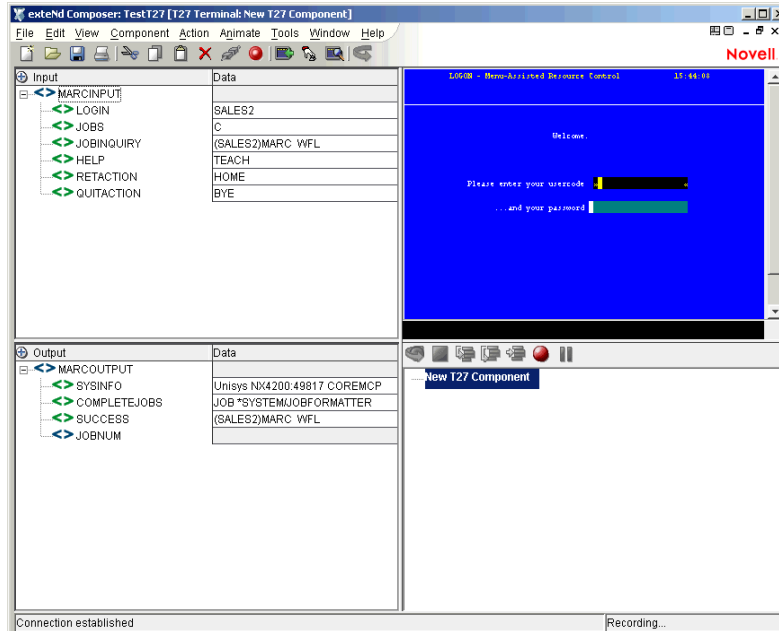 exteNd Composer: TestT27 [T27 Terminal: New T27 Component]
File Edit View Component Action Animate Tools Window Help
Novell
Input Data
MARCINPUT
LOGIN SALES2
JOBS C
JOBINQUIRY (SALES2)MARC WFL
HELP TEACH
RETACTION HOME
QUITACTION BYE
LOGON - Menu-Assisted Resource Control 15:44:08
Welcome.
Please enter your usercode
...and your password
Output Data
MARCOUTPUT
SYSINFO Unisys NX4200:49817 COREMCP
COMPLETEJOBS JOB *SYSTEM/JOBFORMATTER
SUCCESS (SALES2)MARC WFL
JOBNUM
New T27 Component
Connection established
Recording...